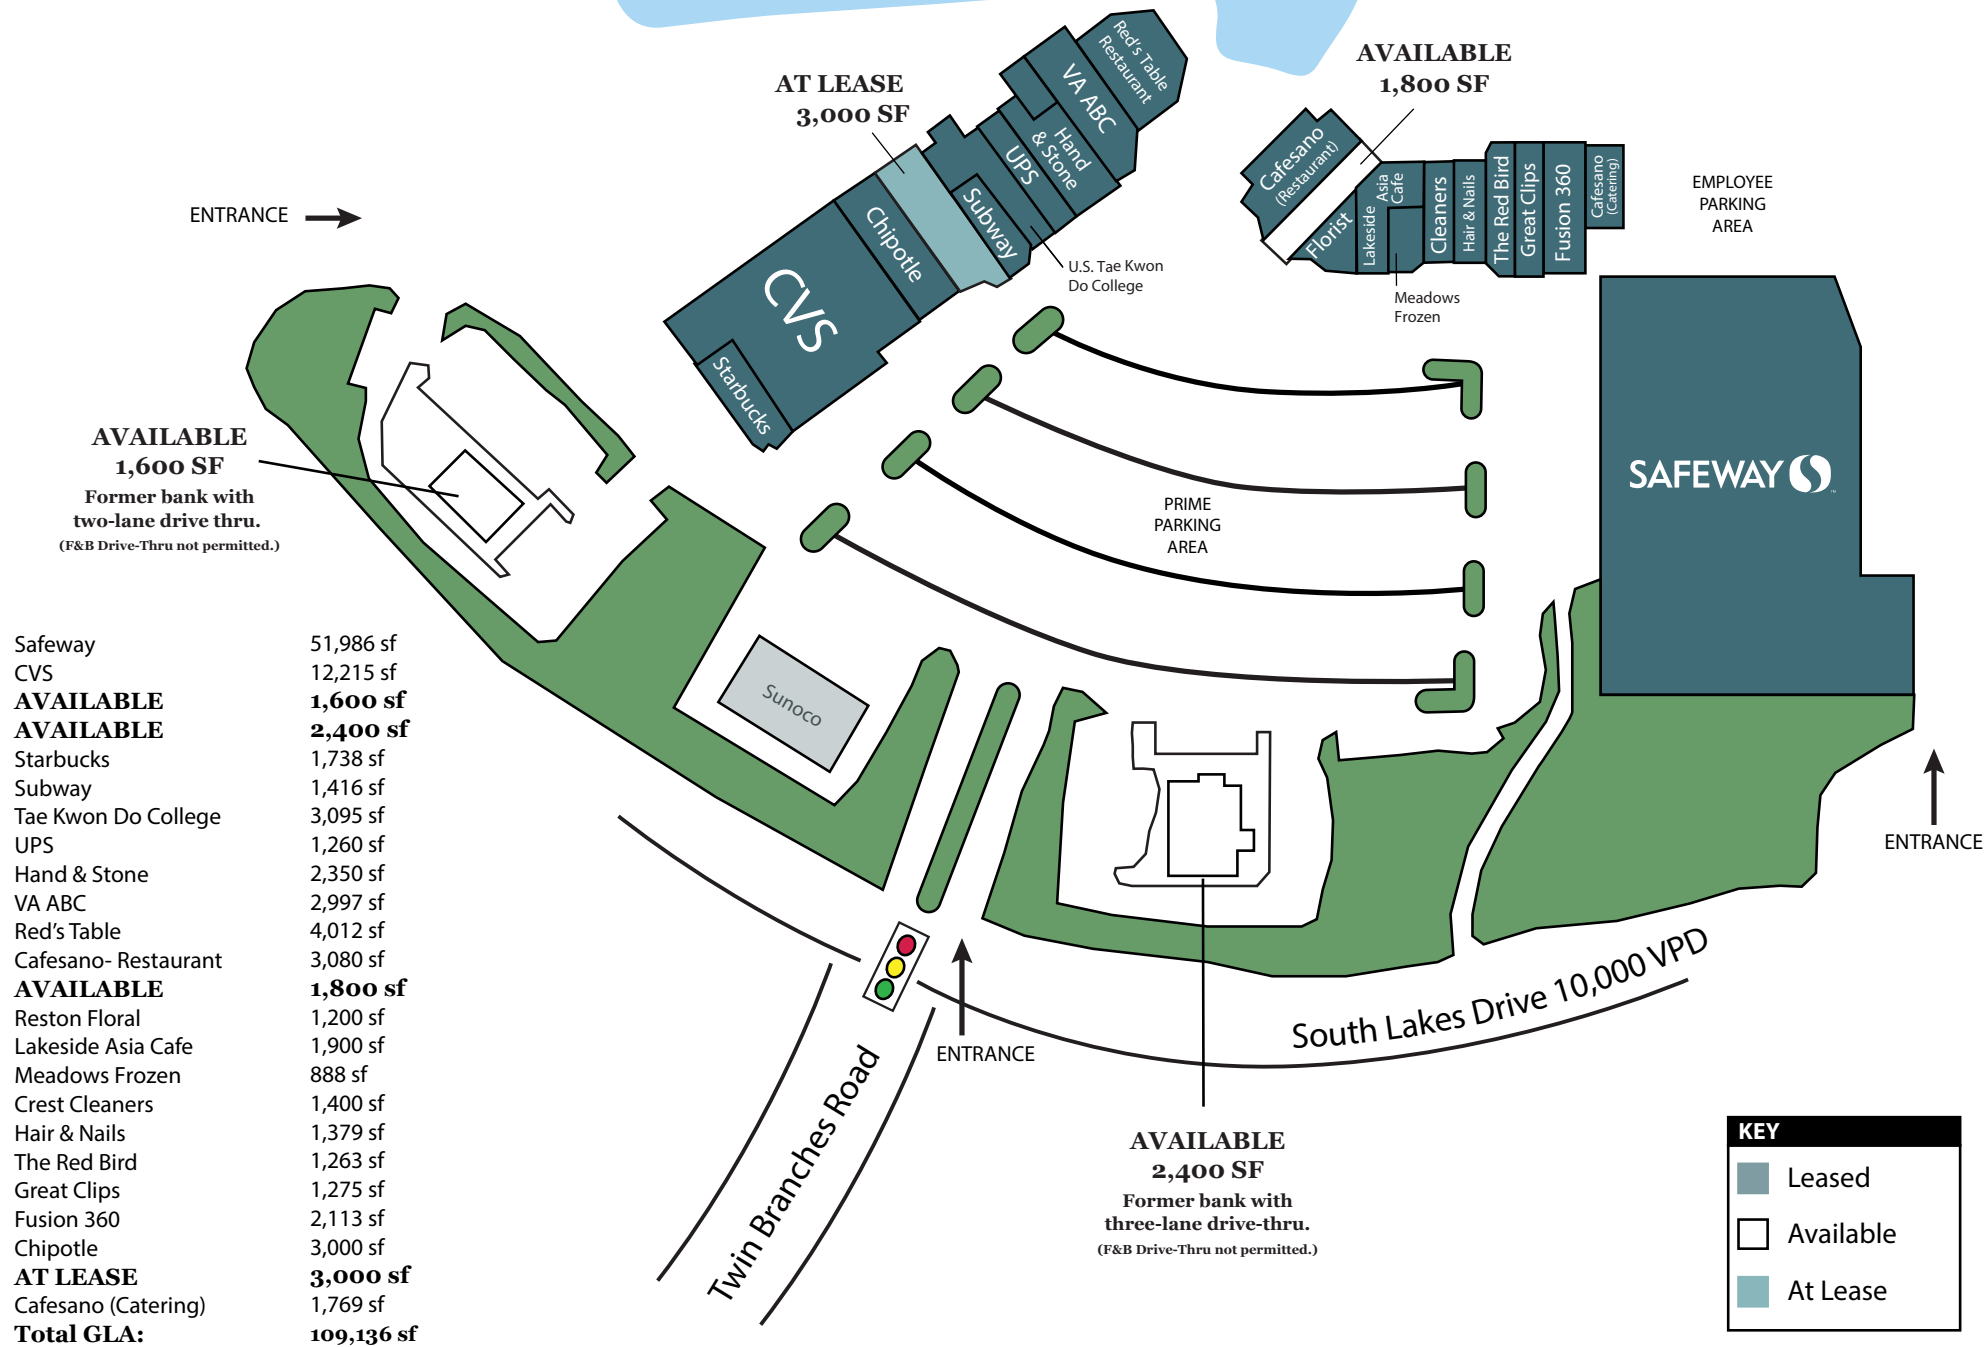 AVAILABLE
1,800 SF
AT LEASE
3,000 SF
Red's Table
Restaurant
VA ABC
Hand
& Stone
UPS
Subway
U.S. Tae Kwon
Do College
Chipotle
CVS
Starbucks
Cafesano
(Restaurant)
Florist
Lakeside
Asia
Cafe
Meadows
Frozen
Cleaners
Hair & Nails
The Red Bird
Great Clips
Fusion 360
Cafesano
(Catering)
EMPLOYEE
PARKING
AREA
ENTRANCE
AVAILABLE
1,600 SF
Former bank with
two-lane drive thru.
(F&B Drive-Thru not permitted.)
SAFEWAY
PRIME
PARKING
AREA
Sunoco
ENTRANCE
Safeway 51,986 sf
CVS 12,215 sf
AVAILABLE 1,600 sf
AVAILABLE 2,400 sf
Starbucks 1,738 sf
Subway 1,416 sf
Tae Kwon Do College 3,095 sf
UPS 1,260 sf
Hand & Stone 2,350 sf
VA ABC 2,997 sf
Red's Table 4,012 sf
Cafesano- Restaurant 3,080 sf
AVAILABLE 1,800 sf
Reston Floral 1,200 sf
Lakeside Asia Cafe 1,900 sf
Meadows Frozen 888 sf
Crest Cleaners 1,400 sf
Hair & Nails 1,379 sf
The Red Bird 1,263 sf
Great Clips 1,275 sf
Fusion 360 2,113 sf
Chipotle 3,000 sf
AT LEASE 3,000 sf
Cafesano (Catering) 1,769 sf
Total GLA: 109,136 sf
ENTRANCE
South Lakes Drive 10,000 VPD
Twin Branches Road
AVAILABLE
2,400 SF
Former bank with
three-lane drive-thru.
(F&B Drive-Thru not permitted.)
KEY
Leased
Available
At Lease